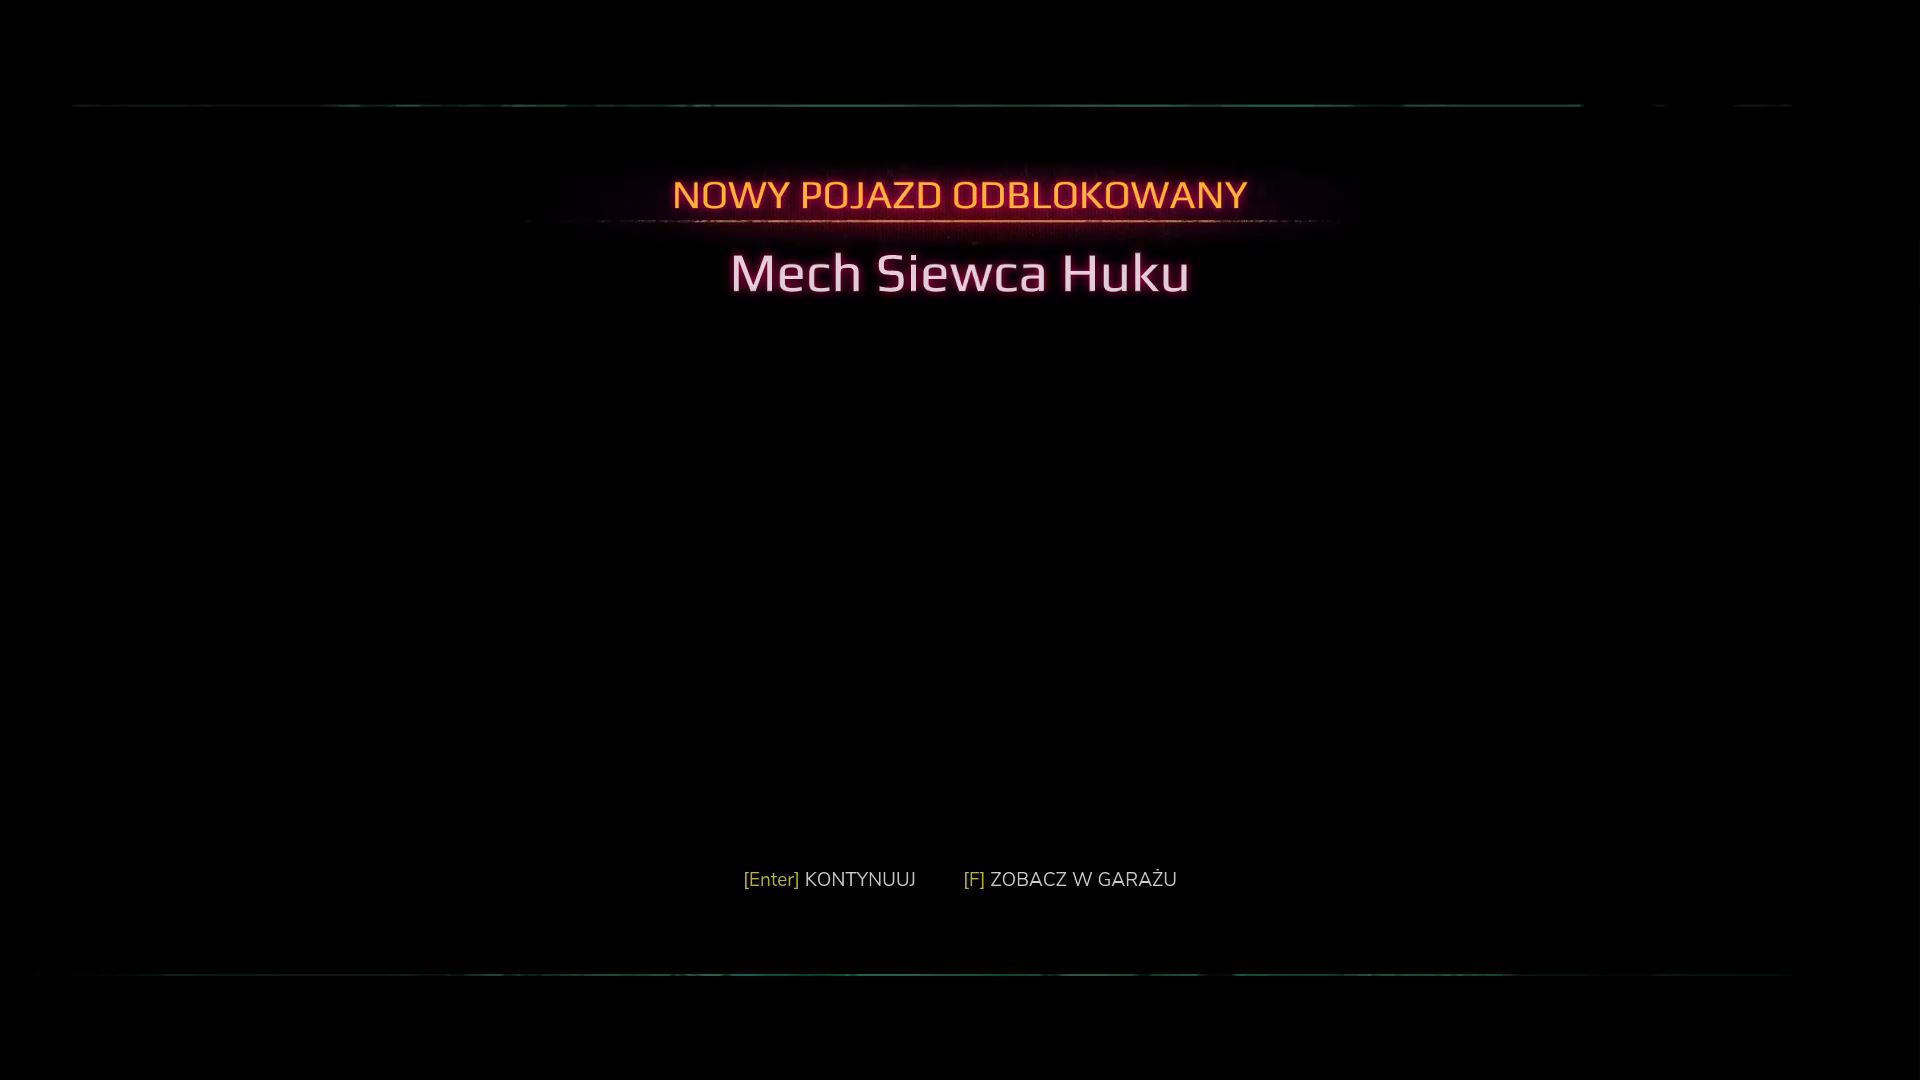 NOWY POJAZD ODBLOKOWANY
Mech Siewca Huku
[Enter] KONTYNUUJ [F] ZOBACZ W GARAŻU